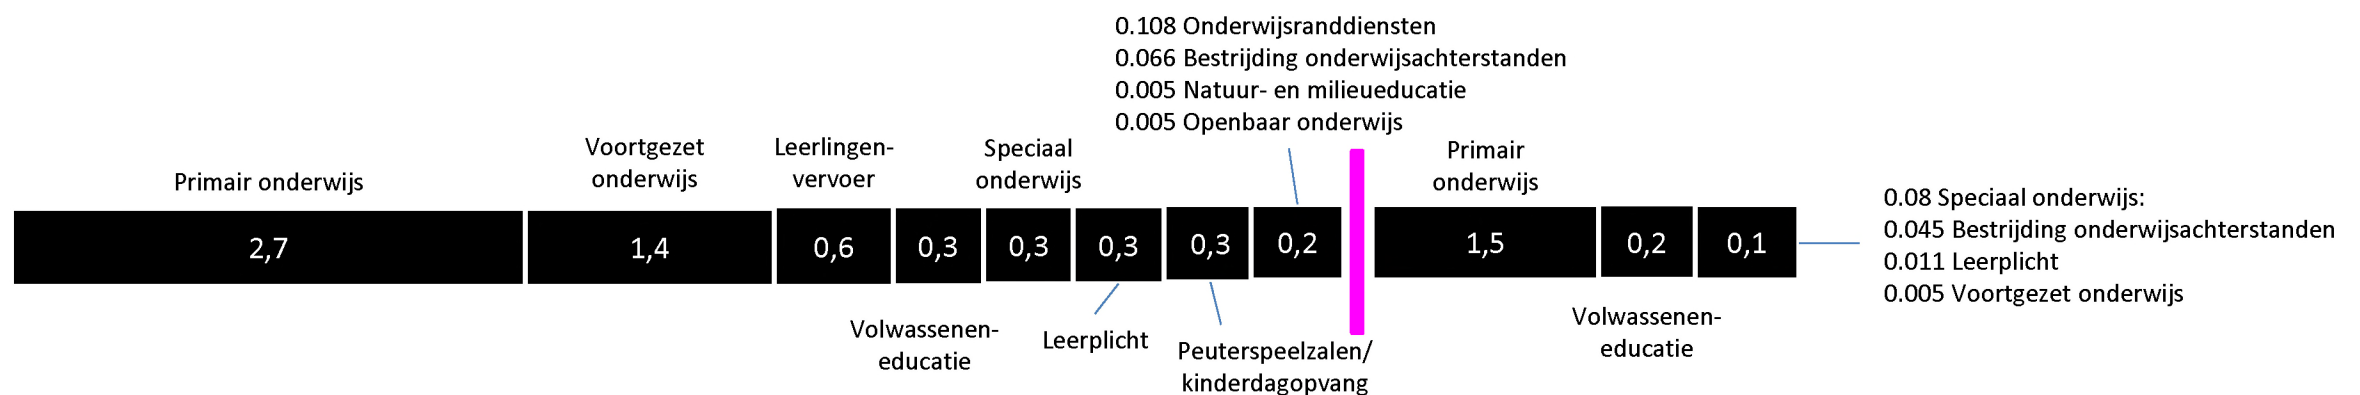 0.108 Onderwijsranddiensten
0.066 Bestrijding onderwijsachterstanden
0.005 Natuur- en milieueducatie
0.005 Openbaar onderwijs
Primair onderwijs
Voortgezet
onderwijs
Leerlingen-
vervoer
Speciaal
onderwijs
Primair
onderwijs
2,7
1,4
0,6
0,3
0,3
0,3
0,3
0,2
1,5
0,2
0,1
0.08 Speciaal onderwijs:
0.045 Bestrijding onderwijsachterstanden
0.011 Leerplicht
0.005 Voortgezet onderwijs
Volwassenen-
educatie
Leerplicht
Peuterspeelzalen/
kinderdagopvang
Volwassenen-
educatie